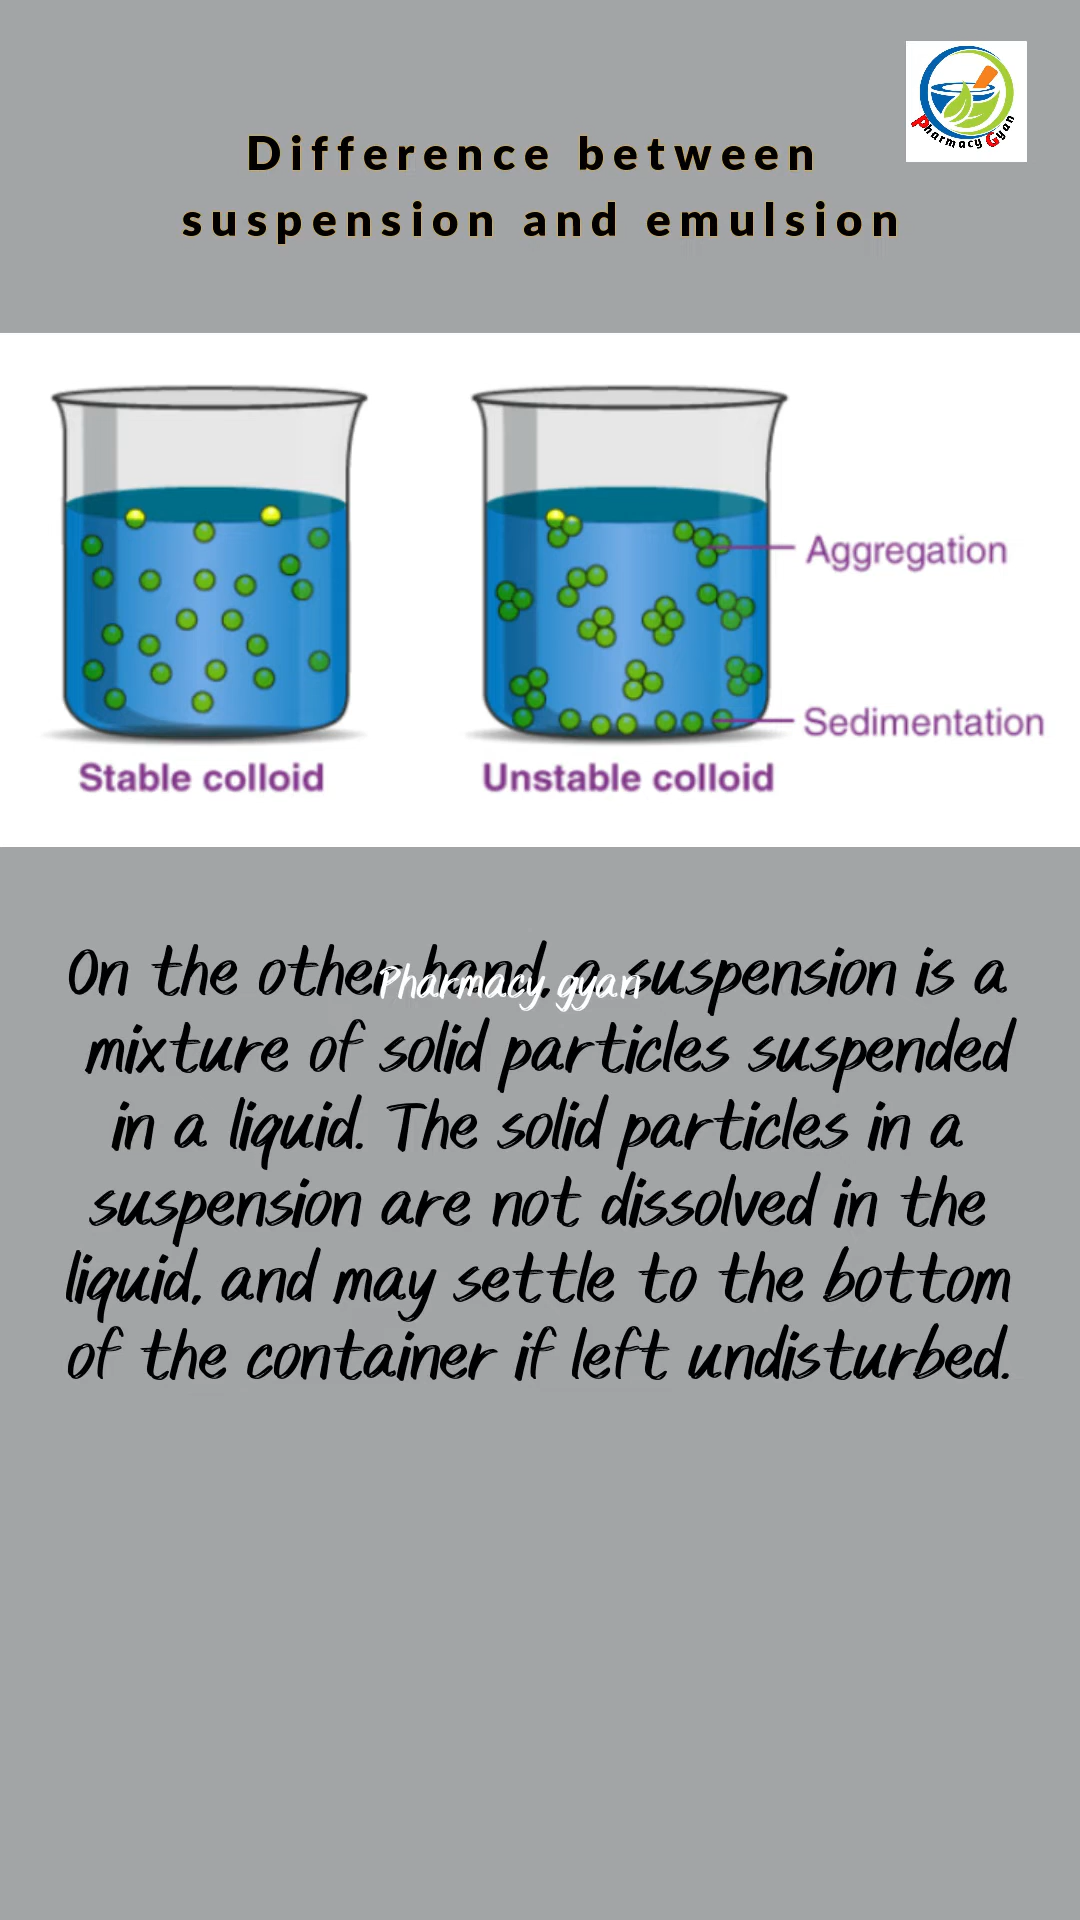 Pharmacy Gyan
Difference between
suspension and emulsion
Aggregation
Sedimentation
Stable colloid
Unstable colloid
On the other hand, a suspension is a
Pharmacy gyan
mixture of solid particles suspended
in a liquid. The solid particles in a
suspension are not dissolved in the
liquid, and may settle to the bottom
of the container if left undisturbed.